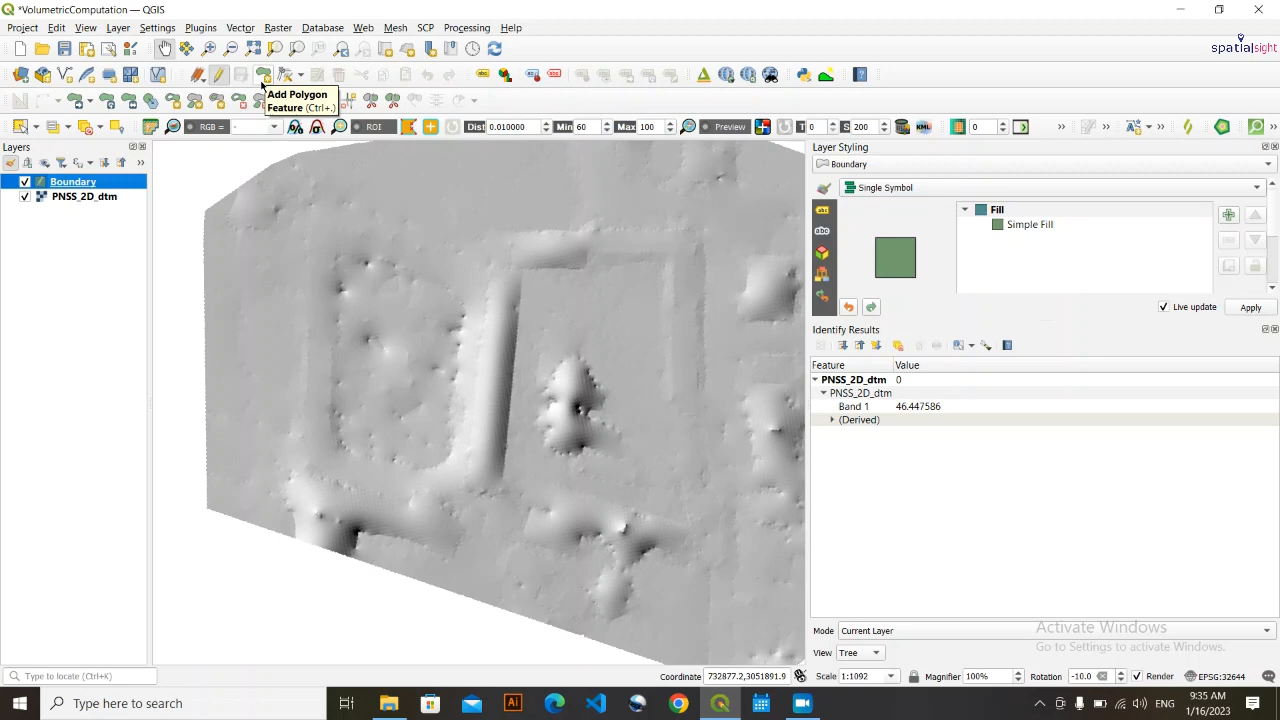 *VolumetricComputation — QGIS
Project Edit View Layer Settings Plugins Vector Raster Database Web Mesh SCP Processing Help
spatialsight
Add Polygon
Feature (Ctrl+.)
RGB = - ROI Dist 0.010000 Min 60 Max 100 Preview T 0 S 200 KML 0
Layers
Boundary
PNSS_2D_dtm
Layer Styling
Boundary
Single Symbol
Fill
Simple Fill
Live update Apply
Identify Results
Feature Value
PNSS_2D_dtm 0
PNSS_2D_dtm
Band 1 46.447586
(Derived)
Mode Current Layer
View Tree
Activate Windows
Go to Settings to activate Windows.
Type to locate (Ctrl+K) Coordinate 732877.2,3051891.9 Scale 1:1092 Magnifier 100% Rotation -10.0 Render EPSG:32644
Type here to search
ENG
9:35 AM
1/16/2023